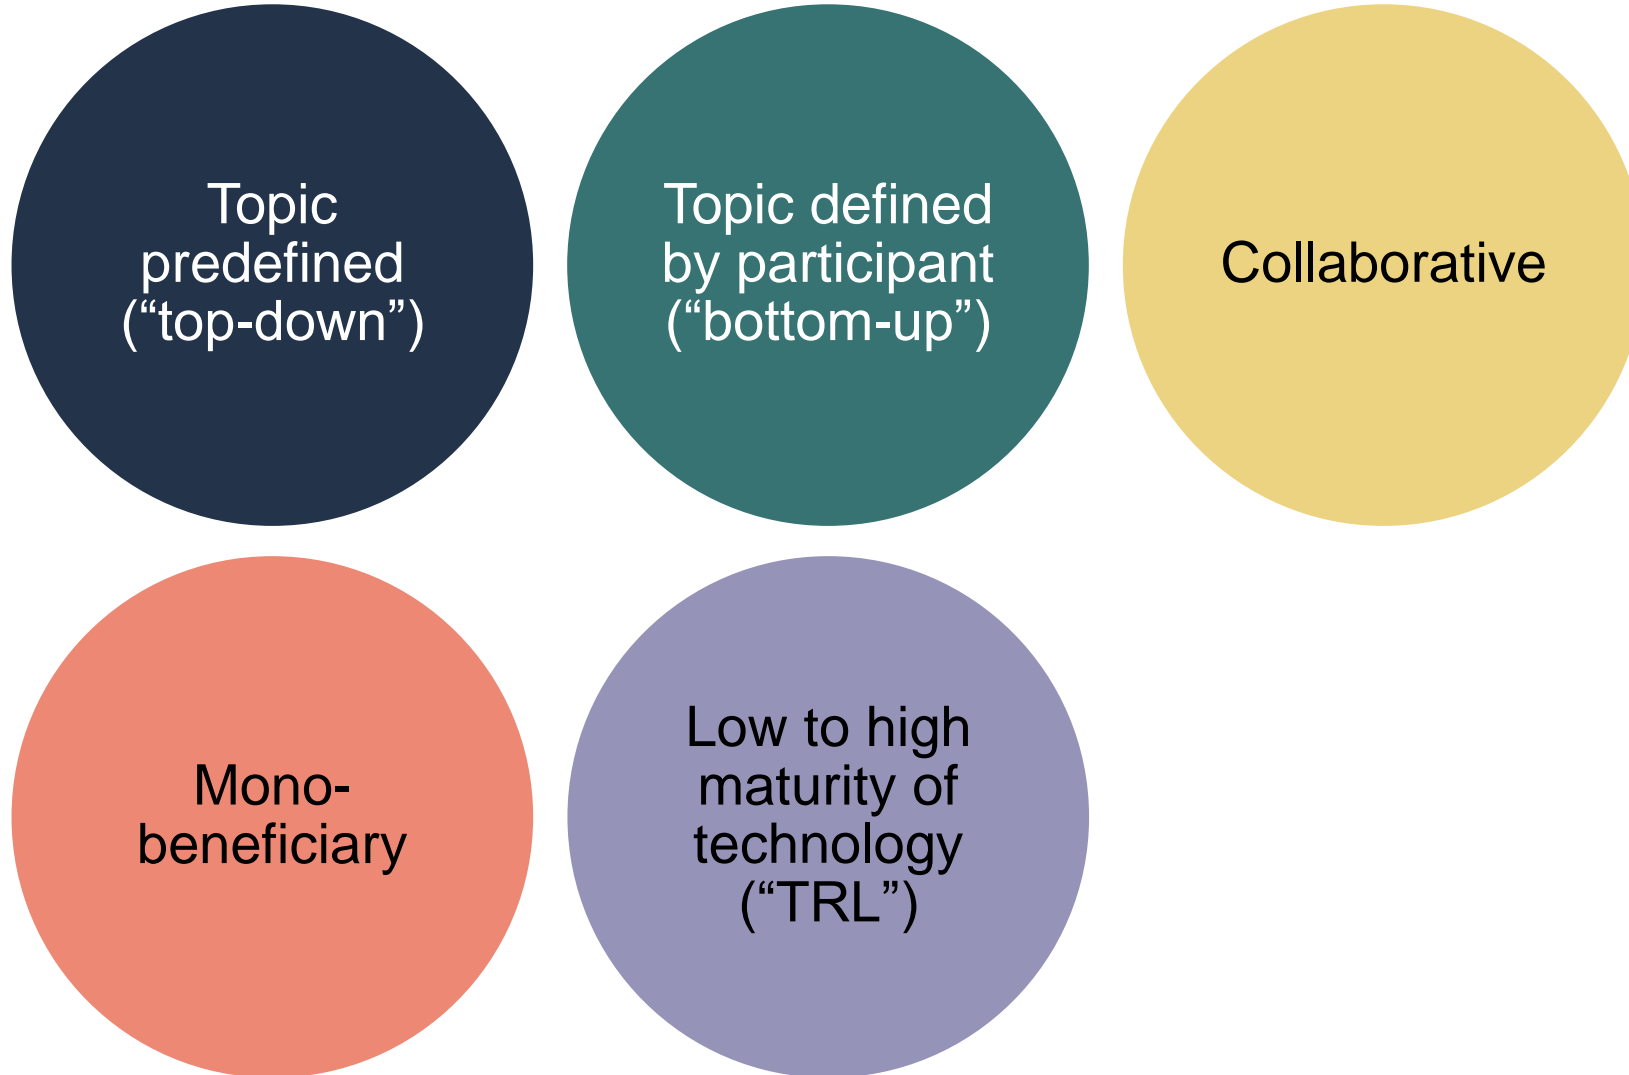 Topic
predefined
(“top-down”)
Topic defined
by participant
(“bottom-up”)
Collaborative
Mono-
beneficiary
Low to high
maturity of
technology
(“TRL”)